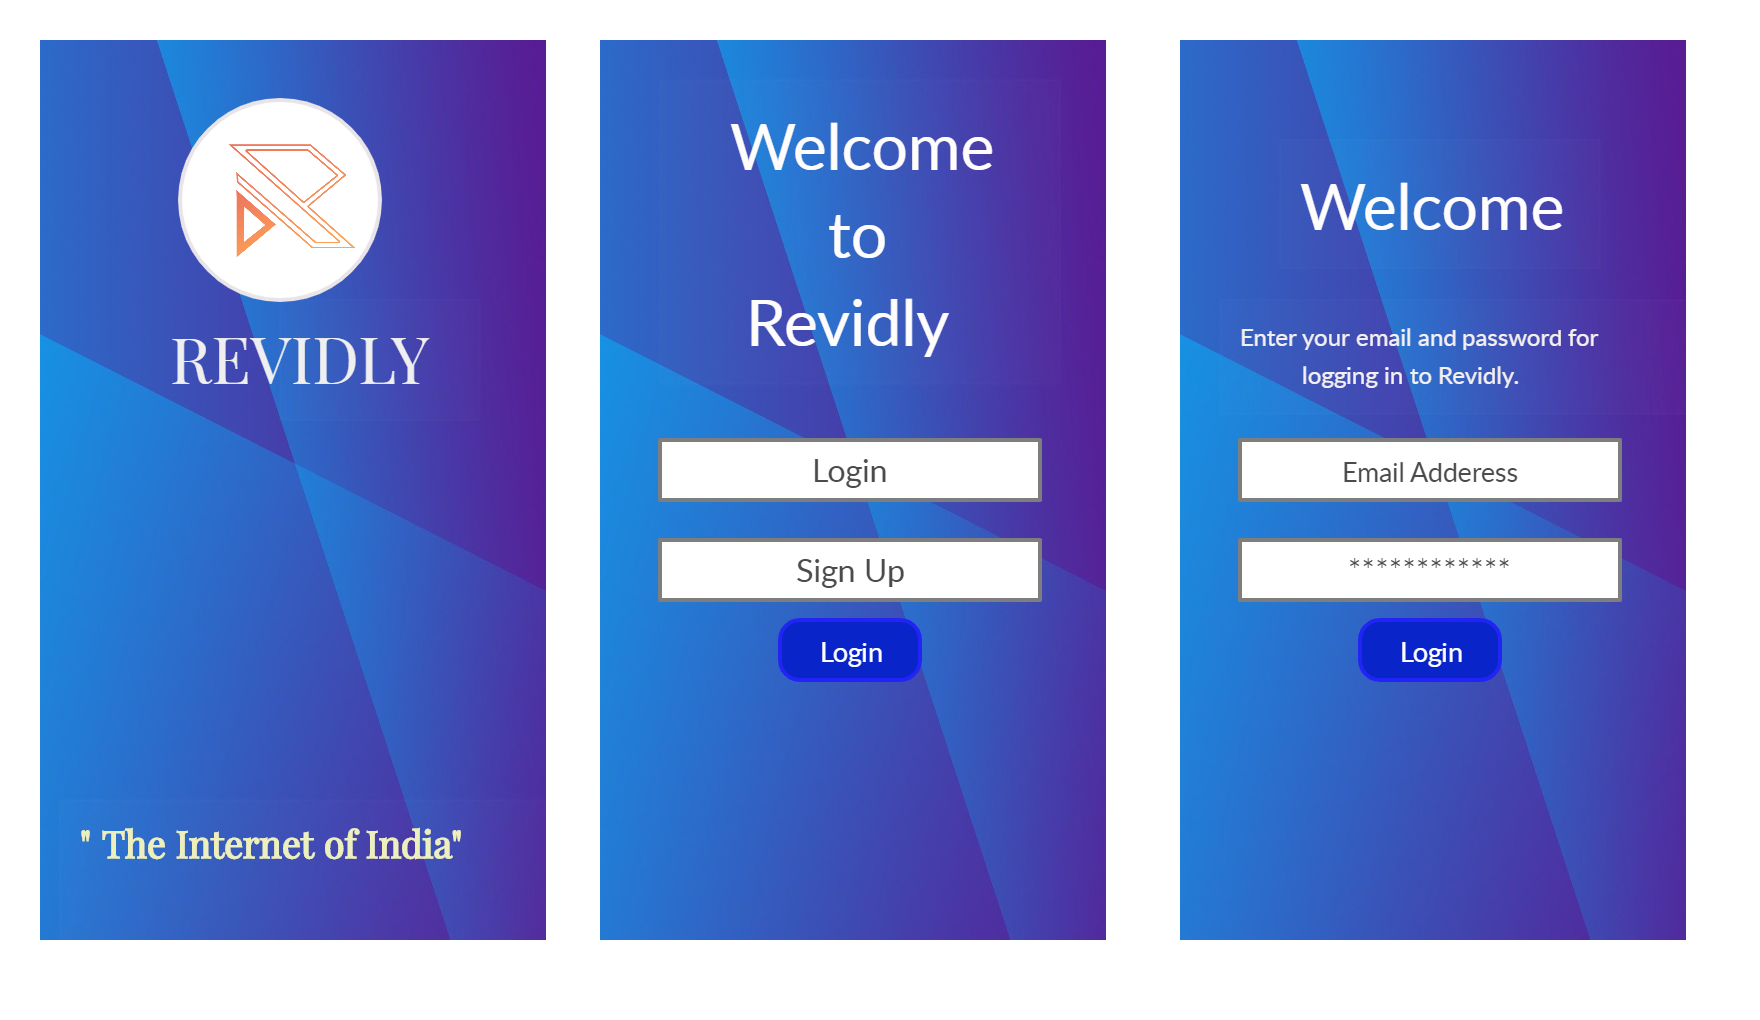 REVIDLY
" The Internet of India"
Welcome
to
Revidly
Login
Sign Up
Login
Welcome
Enter your email and password for
logging in to Revidly.
Email Adderess
************
Login